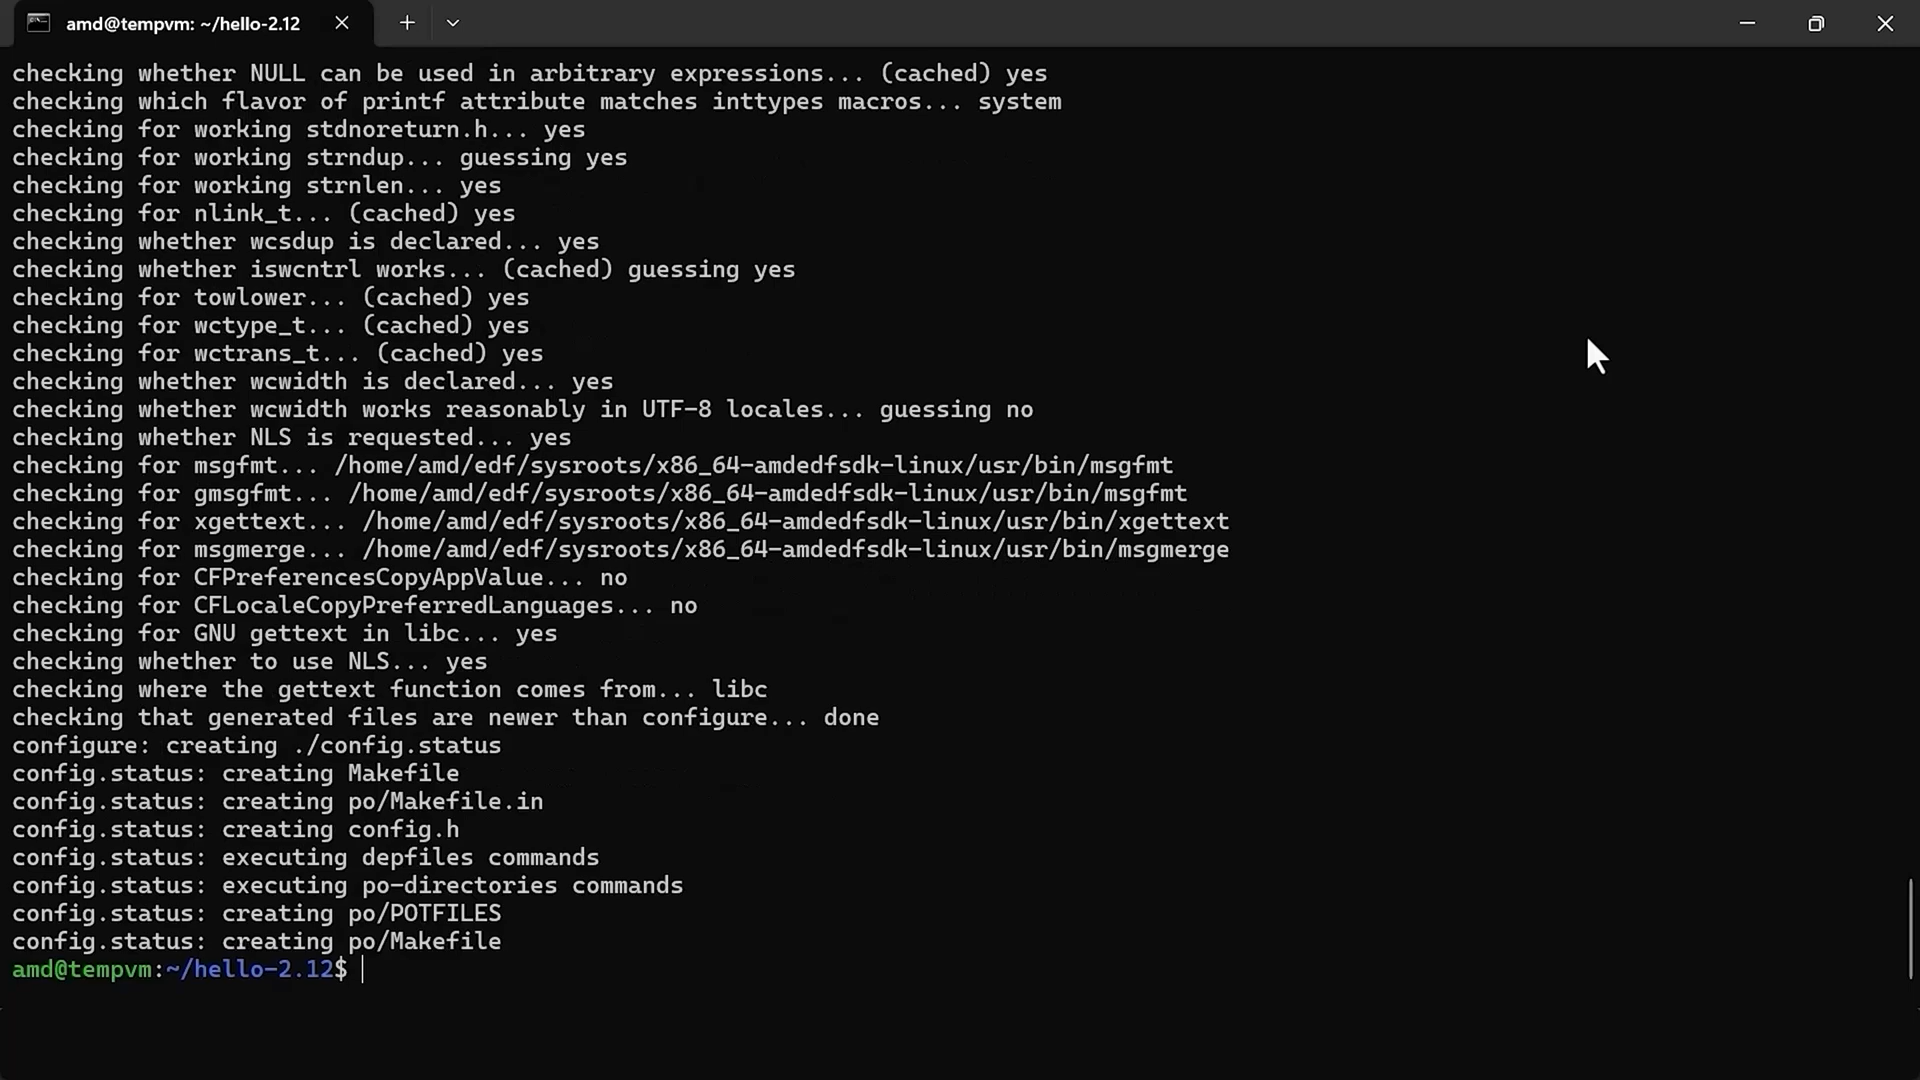 amd@tempvm: ~/hello-2.12
checking whether NULL can be used in arbitrary expressions... (cached) yes
checking which flavor of printf attribute matches inttypes macros... system
checking for working stdnoreturn.h... yes
checking for working strndup... guessing yes
checking for working strnlen... yes
checking for nlink_t... (cached) yes
checking whether wcsdup is declared... yes
checking whether iswcntrl works... (cached) guessing yes
checking for towlower... (cached) yes
checking for wctype_t... (cached) yes
checking for wctrans_t... (cached) yes
checking whether wcwidth is declared... yes
checking whether wcwidth works reasonably in UTF-8 locales... guessing no
checking whether NLS is requested... yes
checking for msgfmt... /home/amd/edf/sysroots/x86_64-amdedfsdk-linux/usr/bin/msgfmt
checking for gmsgfmt... /home/amd/edf/sysroots/x86_64-amdedfsdk-linux/usr/bin/msgfmt
checking for xgettext... /home/amd/edf/sysroots/x86_64-amdedfsdk-linux/usr/bin/xgettext
checking for msgmerge... /home/amd/edf/sysroots/x86_64-amdedfsdk-linux/usr/bin/msgmerge
checking for CFPreferencesCopyAppValue... no
checking for CFLocaleCopyPreferredLanguages... no
checking for GNU gettext in libc... yes
checking whether to use NLS... yes
checking where the gettext function comes from... libc
checking that generated files are newer than configure... done
configure: creating ./config.status
config.status: creating Makefile
config.status: creating po/Makefile.in
config.status: creating config.h
config.status: executing depfiles commands
config.status: executing po-directories commands
config.status: creating po/POTFILES
config.status: creating po/Makefile
amd@tempvm:~/hello-2.12$